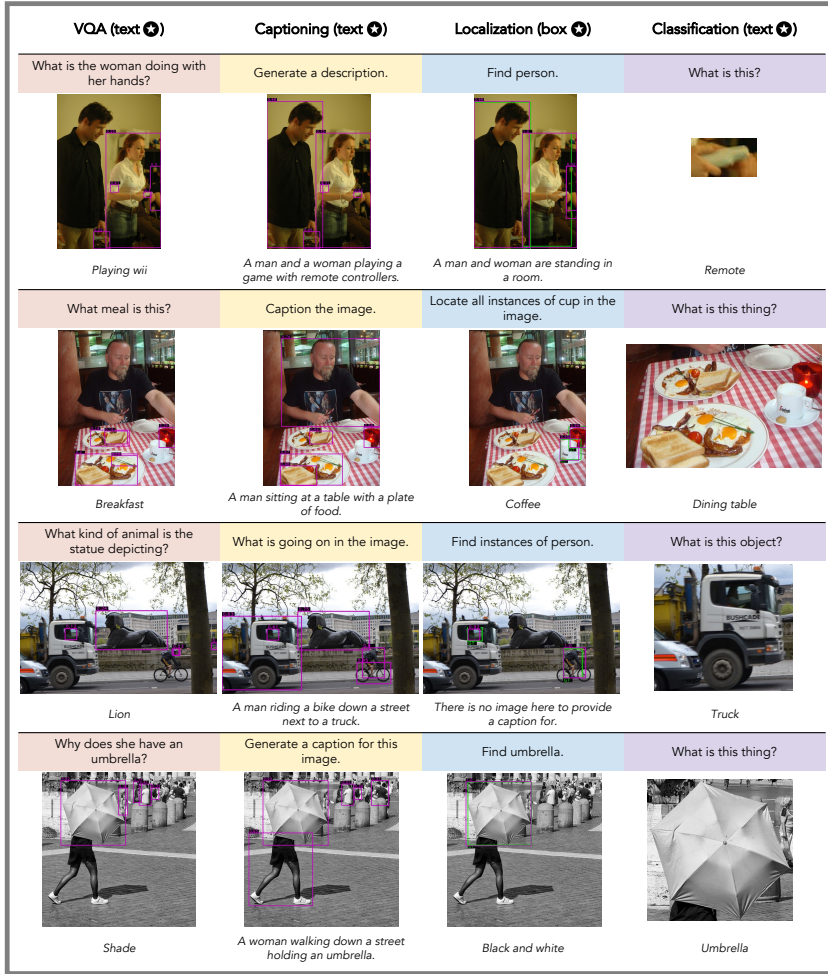 VQA (text ★) Captioning (text ★) Localization (box ★) Classification (text ★)
What is the woman doing with
her hands?
Generate a description.
Find person.
What is this?
Playing wii
A man and a woman playing a
game with remote controllers.
A man and woman are standing in
a room.
Remote
What meal is this?
Caption the image.
Locate all instances of cup in the
image.
What is this thing?
Breakfast
A man sitting at a table with a plate
of food.
Coffee
Dining table
What kind of animal is the
statue depicting?
What is going on in the image.
Find instances of person.
What is this object?
BUSHCADE
Lion
A man riding a bike down a street
next to a truck.
There is no image here to provide
a caption for.
Truck
Why does she have an
umbrella?
Generate a caption for this
image.
Find umbrella.
What is this thing?
Shade
A woman walking down a street
holding an umbrella.
Black and white
Umbrella